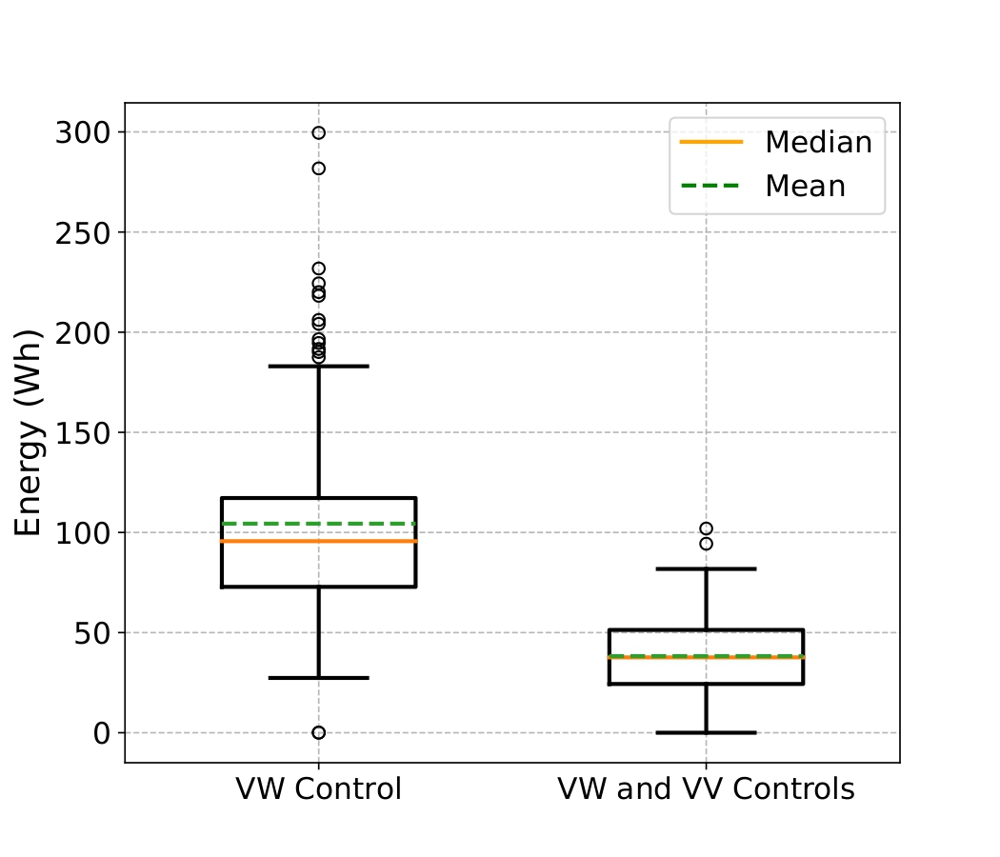 300
250
200
150
100
50
0
Energy (Wh)
Median
Mean
VW Control
VW and VV Controls